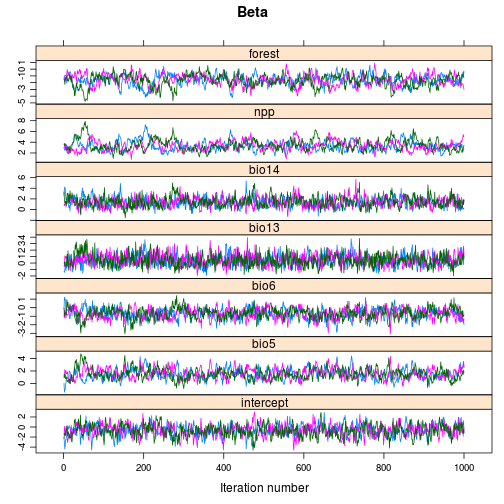 Beta
forest
-5 -3 -1 0 1
npp
2 4 6 8
bio14
0 2 4 6
bio13
-2 0 1 2 3 4
bio6
-3 -2 -1 0 1
bio5
0 2 4
intercept
-4 -2 0 2
0 200 400 600 800 1000
Iteration number